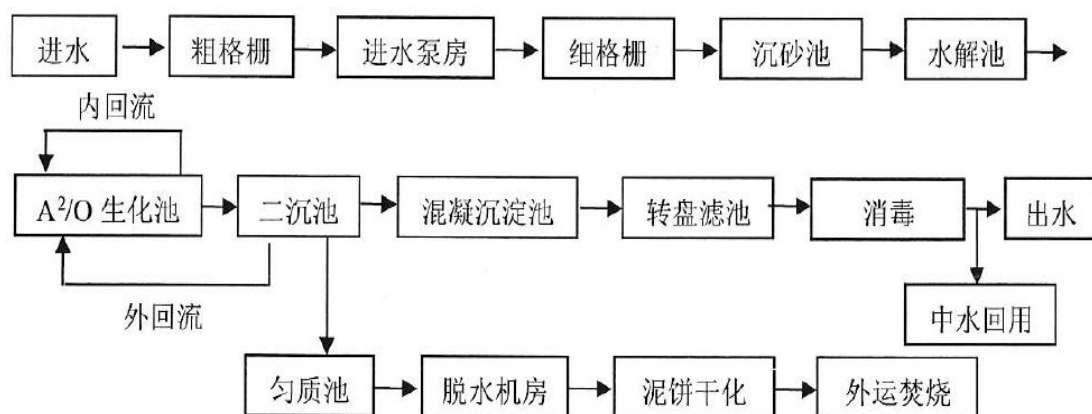 进水 粗格栅 进水泵房 细格栅 沉砂池 水解池
内回流
A²/O 生化池 二沉池 混凝沉淀池 转盘滤池 消毒 出水
外回流 中水回用
匀质池 脱水机房 泥饼干化 外运焚烧